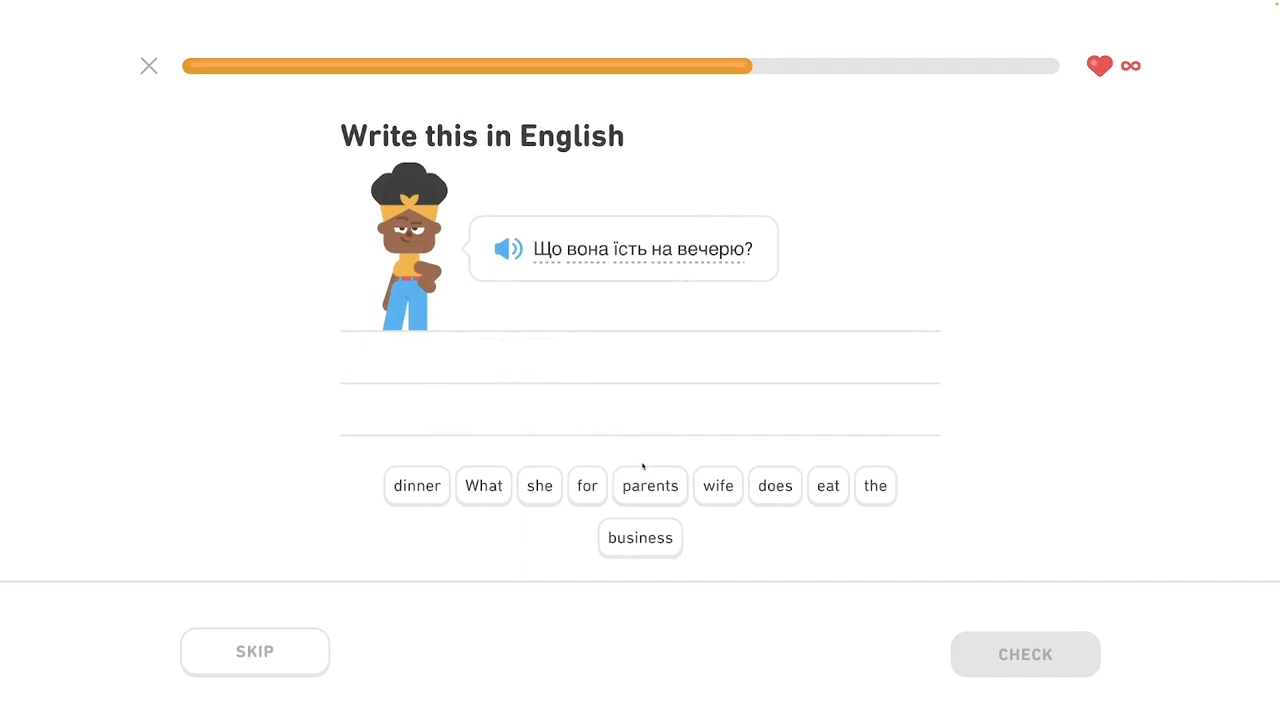 Write this in English
Що вона їсть на вечерю?
dinner What she for parents wife does eat the
business
SKIP
CHECK